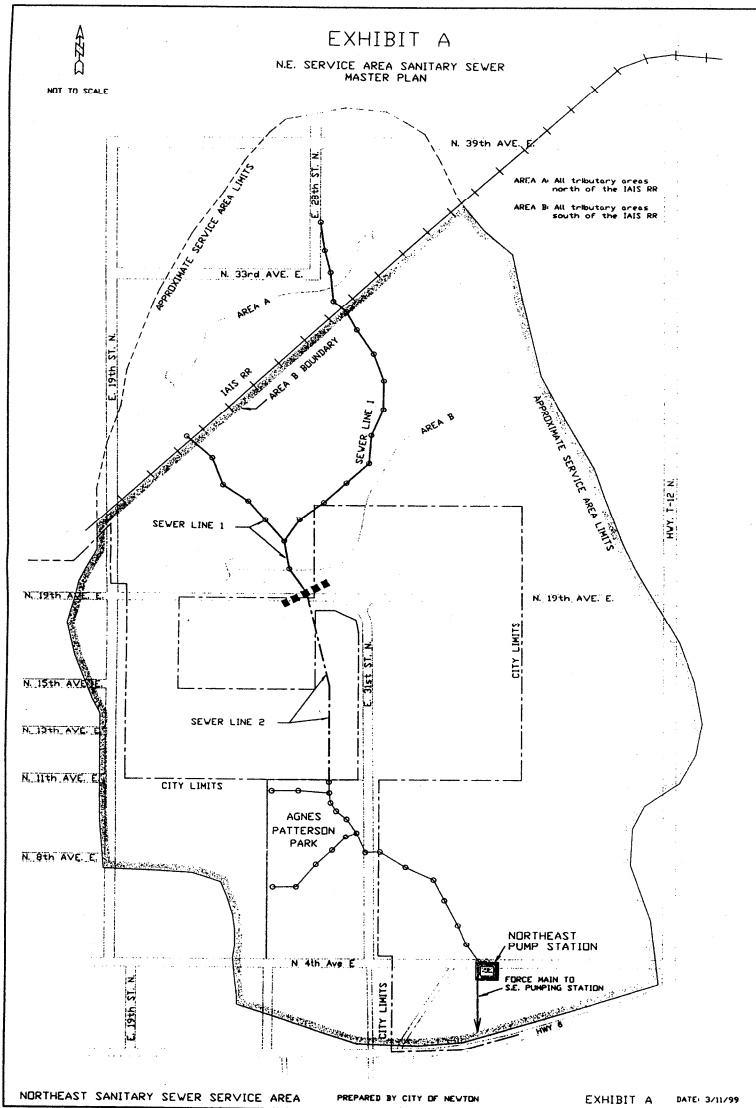 EXHIBIT A
N.E. SERVICE AREA SANITARY SEWER
MASTER PLAN
N
NOT TO SCALE
N. 39th AVE. E.
AREA A: All tributary areas
north of the IAIS RR
AREA B: All tributary areas
south of the IAIS RR
APPROXIMATE SERVICE AREA LIMITS
E. 28th ST. N.
N. 33rd AVE. E.
AREA A
E. 19th ST. N.
IAIS RR
AREA B BOUNDARY
SEWER LINE 1
AREA B
APPROXIMATE SERVICE AREA LIMITS
HWY. T-12 N.
SEWER LINE 1
N. 19th AVE. E.
N. 19th AVE. E.
CITY LIMITS
E. 31st ST. N.
N. 15th AVE. E.
SEWER LINE 2
N. 13th AVE. E.
N. 11th AVE. E.
CITY LIMITS
AGNES
PATTERSON
PARK
N. 8th AVE. E.
NORTHEAST
PUMP STATION
N 4th Ave E
FORCE MAIN TO
S.E. PUMPING STATION
E. 19th ST. N.
CITY LIMITS
HWY 6
NORTHEAST SANITARY SEWER SERVICE AREA
PREPARED BY CITY OF NEWTON
EXHIBIT A
DATE: 3/11/99